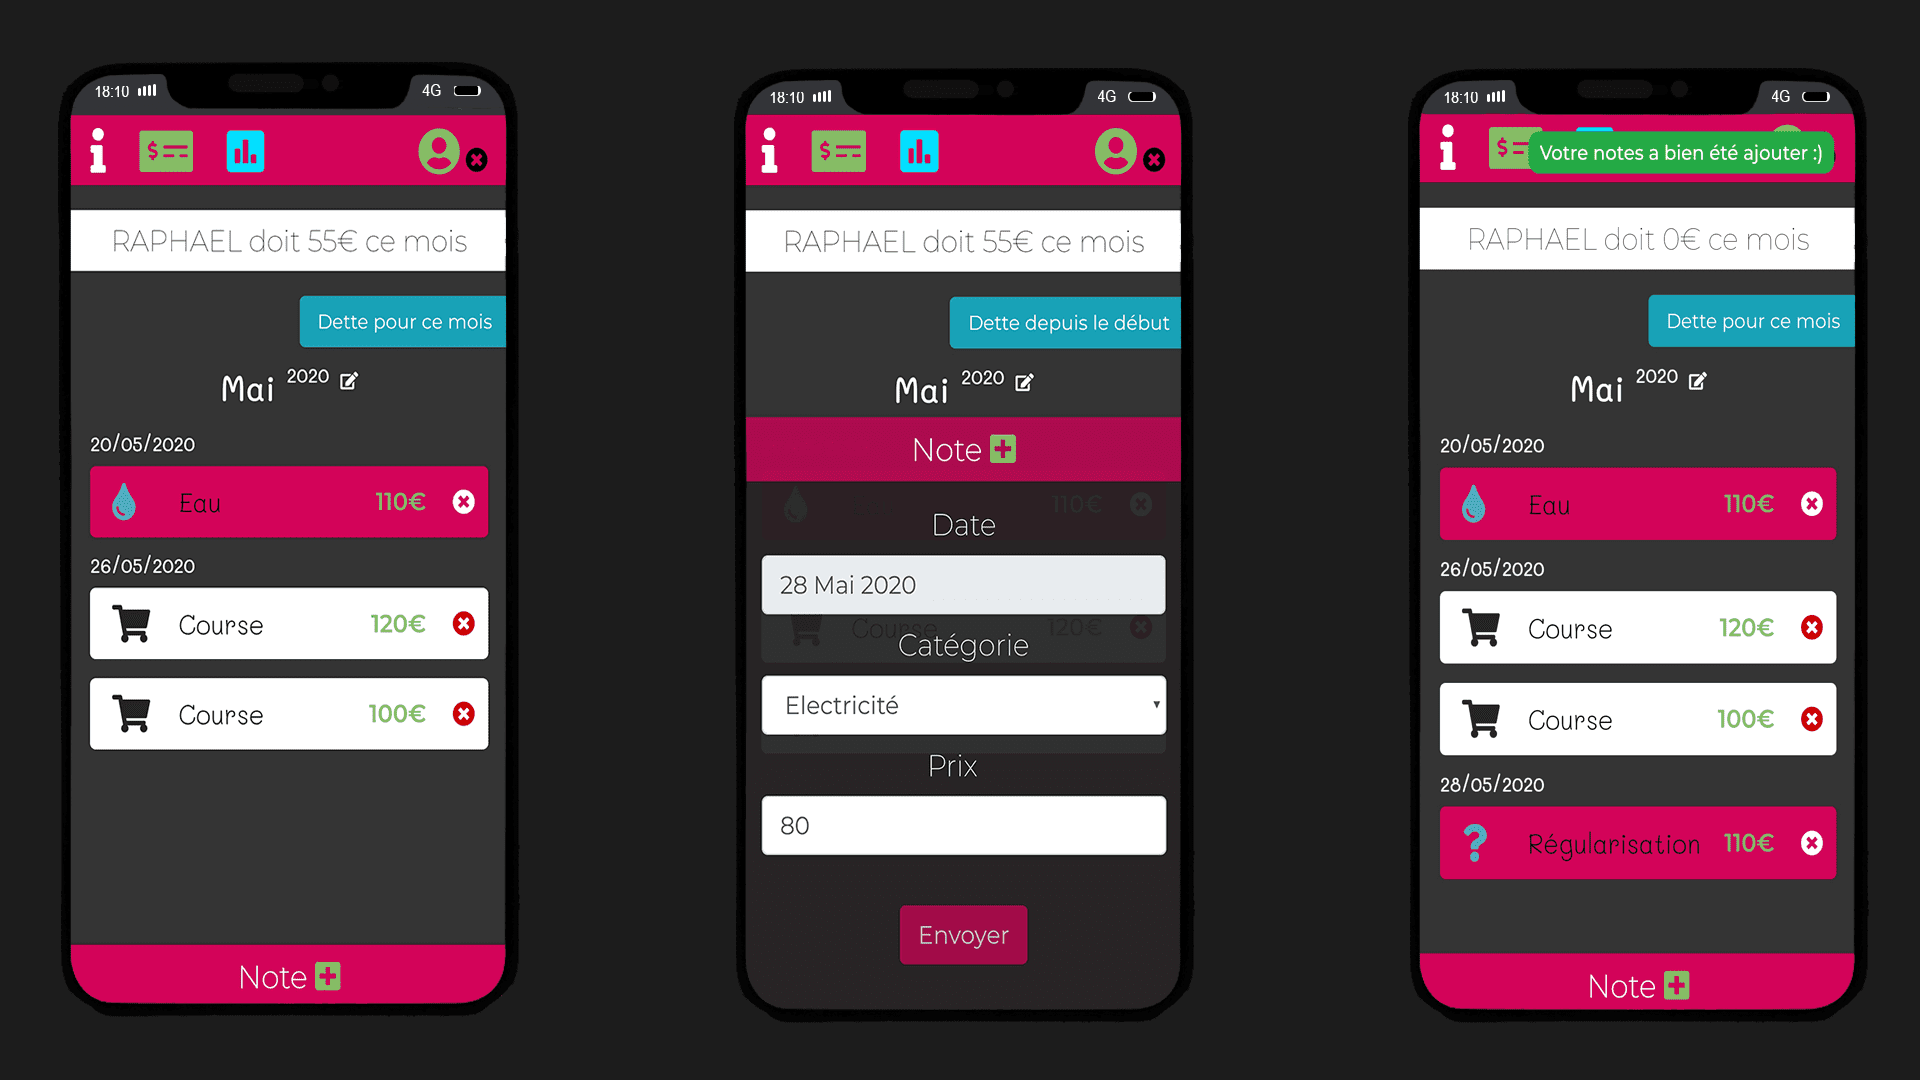 18:10
4G
$
RAPHAEL doit 55€ ce mois
Dette pour ce mois
Mai 2020
20/05/2020
Eau 110€
26/05/2020
Course 120€
Course 100€
Note
18:10
4G
$
RAPHAEL doit 55€ ce mois
Dette depuis le début
Mai 2020
Note
110€
Date
28 Mai 2020
Course 120€
Catégorie
Electricité
Prix
80
Envoyer
18:10
4G
$
Votre notes a bien été ajouter :)
RAPHAEL doit 0€ ce mois
Dette pour ce mois
Mai 2020
20/05/2020
Eau 110€
26/05/2020
Course 120€
Course 100€
28/05/2020
Régularisation 110€
Note